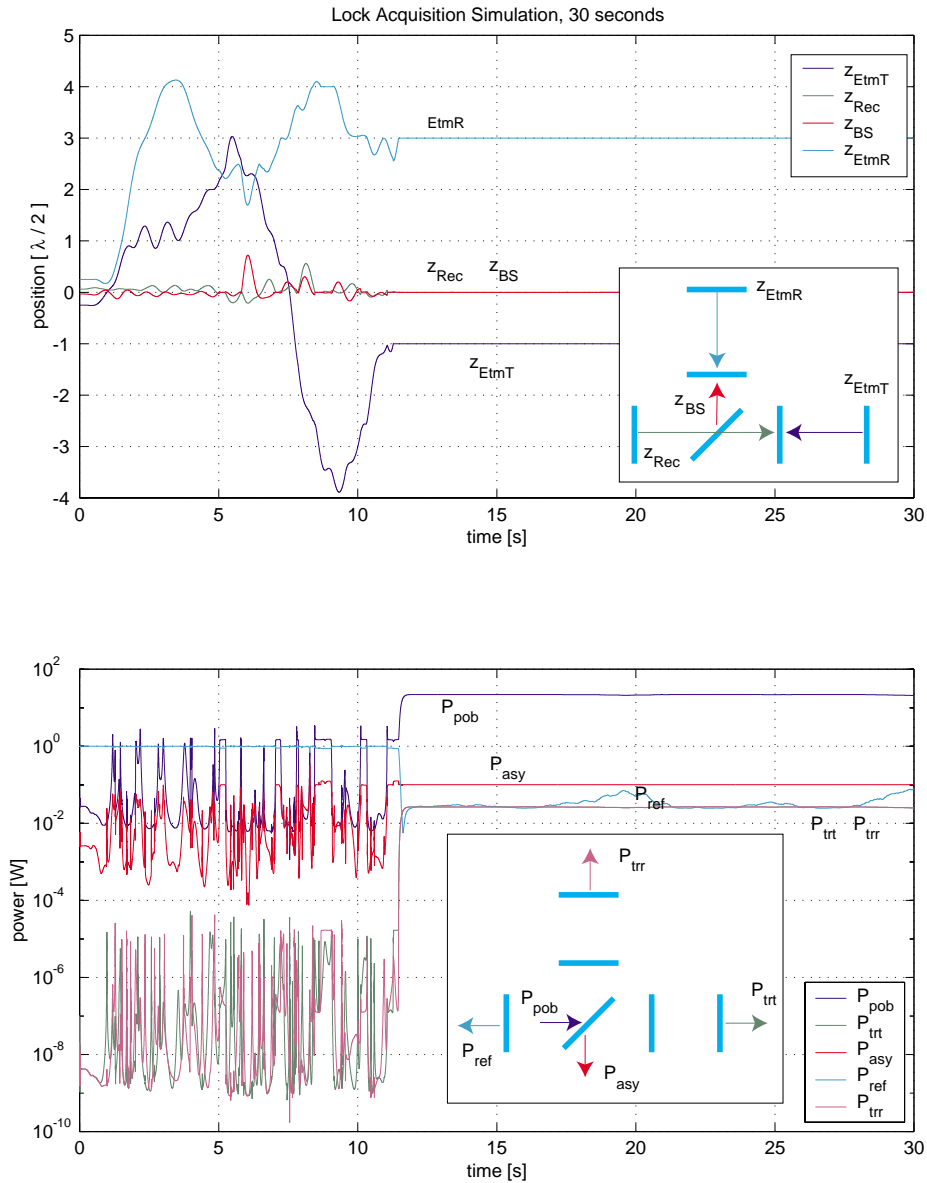 Lock Acquisition Simulation, 30 seconds
5
4
3
2
1
0
-1
-2
-3
-4
position [ λ / 2 ]
z_EtmT
z_Rec
z_BS
z_EtmR
EtmR
z_Rec z_BS
z_EtmT
z_EtmR
z_EtmT
z_BS
z_Rec
0 5 10 15 20 25 30
time [s]
10^2
10^0
10^-2
10^-4
10^-6
10^-8
10^-10
power [W]
P_pob
P_asy
P_ref
P_trt P_trr
P_trr
P_pob
P_trt
P_ref
P_asy
P_pob
P_trt
P_asy
P_ref
P_trr
0 5 10 15 20 25 30
time [s]